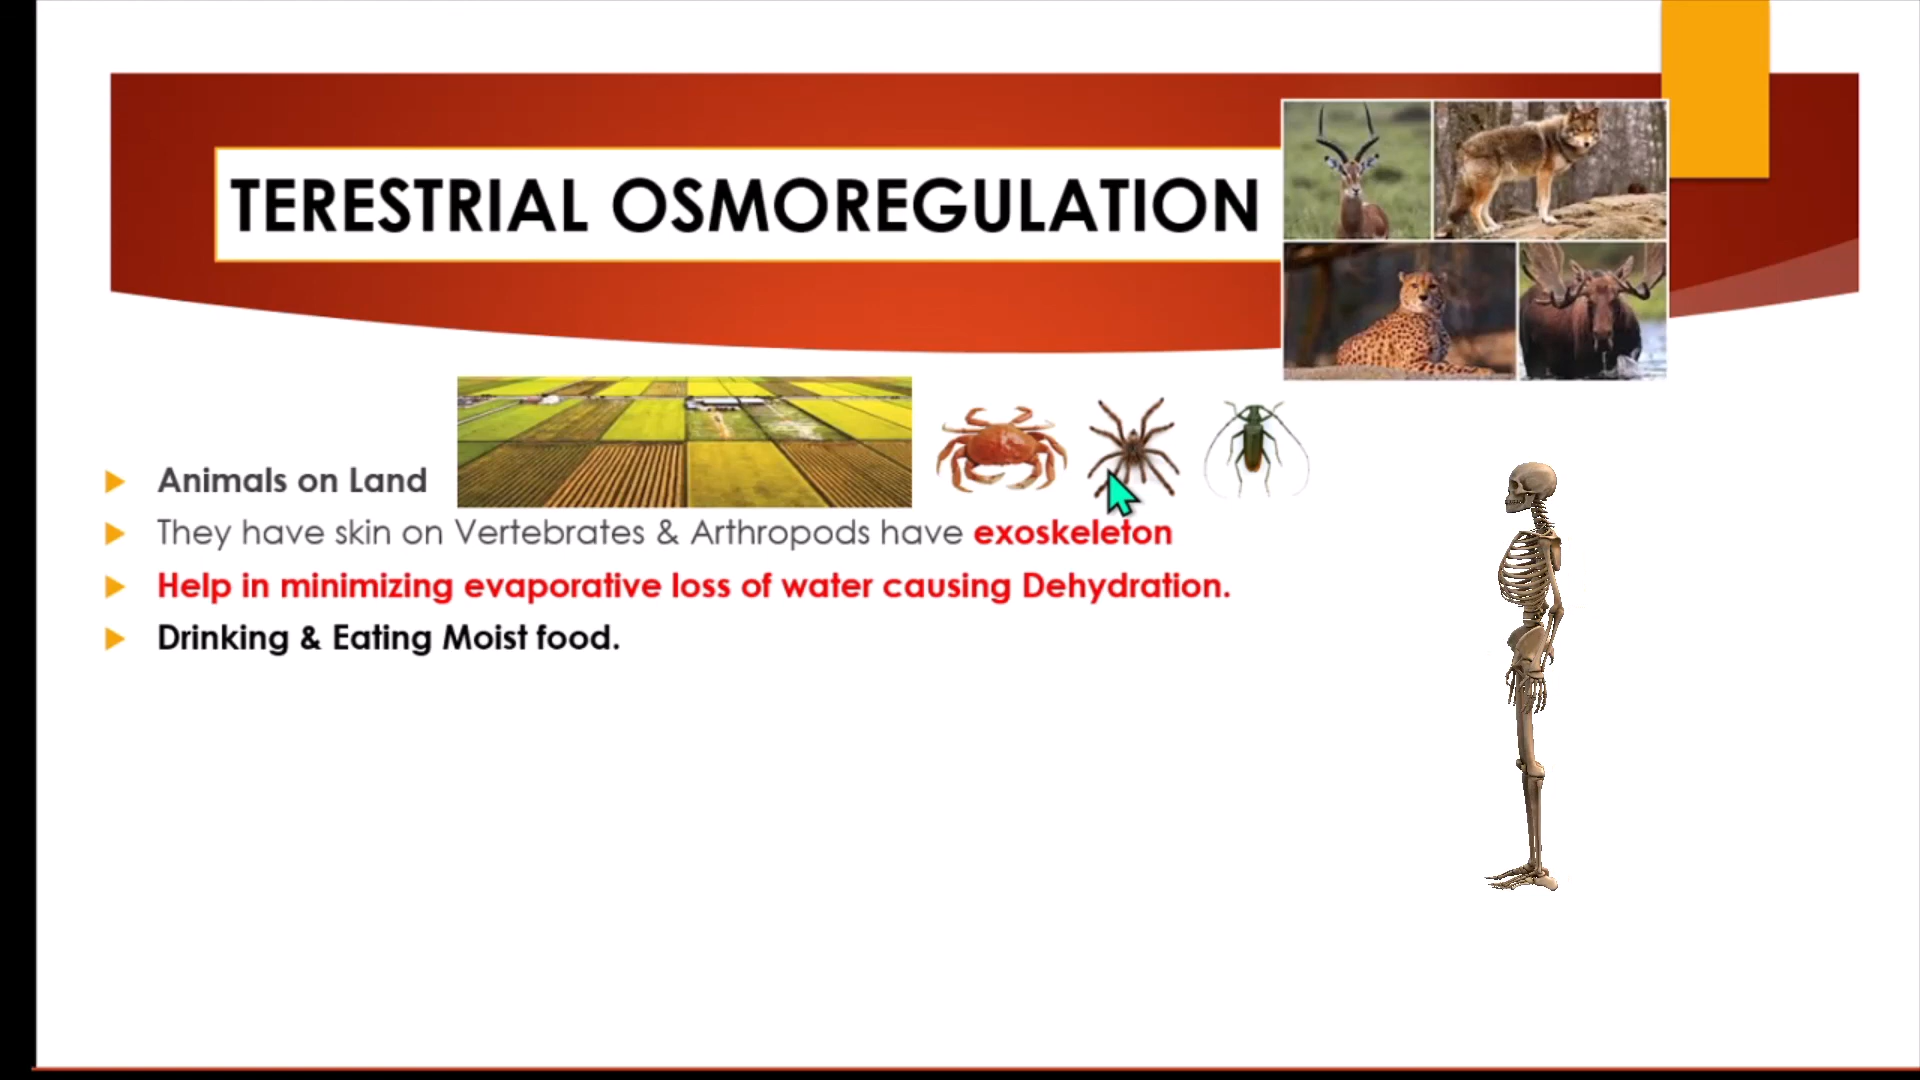 TERESTRIAL OSMOREGULATION
Animals on Land
They have skin on Vertebrates & Arthropods have exoskeleton
Help in minimizing evaporative loss of water causing Dehydration.
Drinking & Eating Moist food.